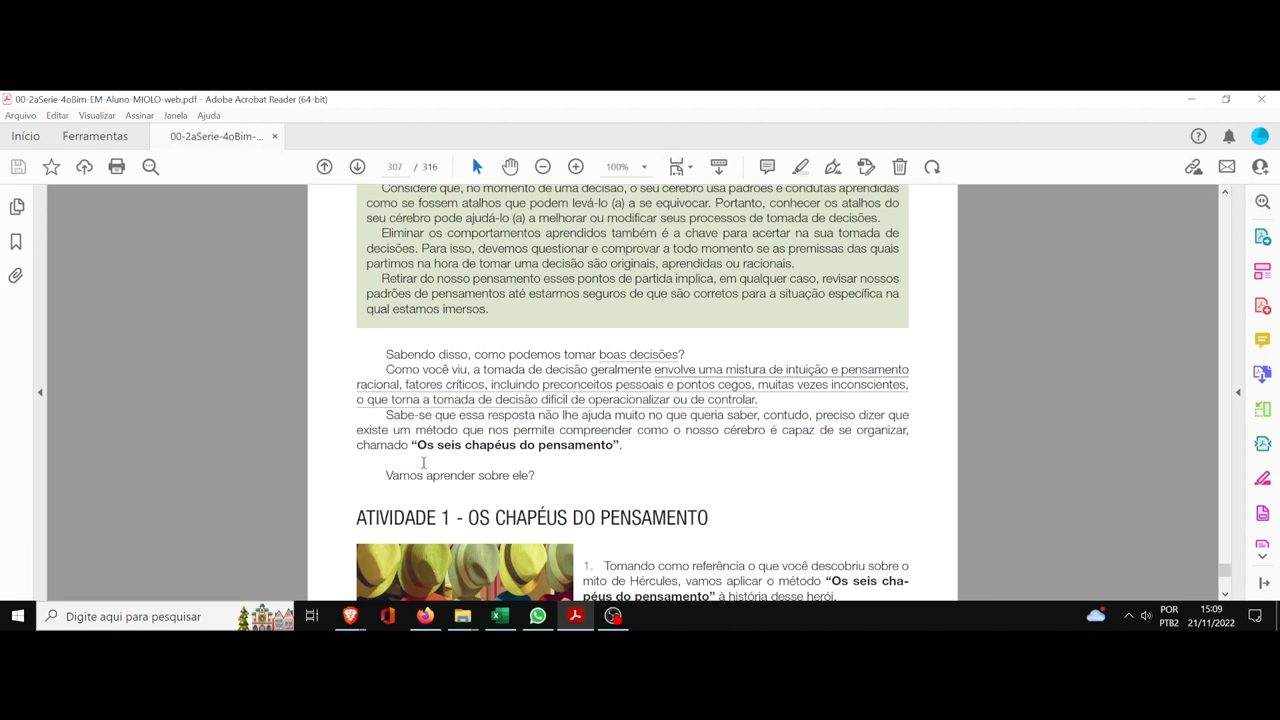 00-2aSerie-4oBim-EM-Aluno-MIOLO-web.pdf - Adobe Acrobat Reader (64-bit)
Arquivo Editar Visualizar Assinar Janela Ajuda
Início Ferramentas 00-2aSerie-4oBim-... ×
307 / 316 100%
Considere que, no momento de uma decisão, o seu cérebro usa padrões e condutas aprendidas
como se fossem atalhos que podem levá-lo (a) a se equivocar. Portanto, conhecer os atalhos do
seu cérebro pode ajudá-lo (a) a melhorar ou modificar seus processos de tomada de decisões.
Eliminar os comportamentos aprendidos também é a chave para acertar na sua tomada de
decisões. Para isso, devemos questionar e comprovar a todo momento se as premissas das quais
partimos na hora de tomar uma decisão são originais, aprendidas ou racionais.
Retirar do nosso pensamento esses pontos de partida implica, em qualquer caso, revisar nossos
padrões de pensamentos até estarmos seguros de que são corretos para a situação específica na
qual estamos imersos.
Sabendo disso, como podemos tomar boas decisões?
Como você viu, a tomada de decisão geralmente envolve uma mistura de intuição e pensamento
racional, fatores críticos, incluindo preconceitos pessoais e pontos cegos, muitas vezes inconscientes,
o que torna a tomada de decisão difícil de operacionalizar ou de controlar.
Sabe-se que essa resposta não lhe ajuda muito no que queria saber, contudo, preciso dizer que
existe um método que nos permite compreender como o nosso cérebro é capaz de se organizar,
chamado “Os seis chapéus do pensamento”.
Vamos aprender sobre ele?
ATIVIDADE 1 - OS CHAPÉUS DO PENSAMENTO
1. Tomando como referência o que você descobriu sobre o
mito de Hércules, vamos aplicar o método “Os seis cha-
péus do pensamento” à história desse herói.
Digite aqui para pesquisar
POR
PTB2
15:09
21/11/2022